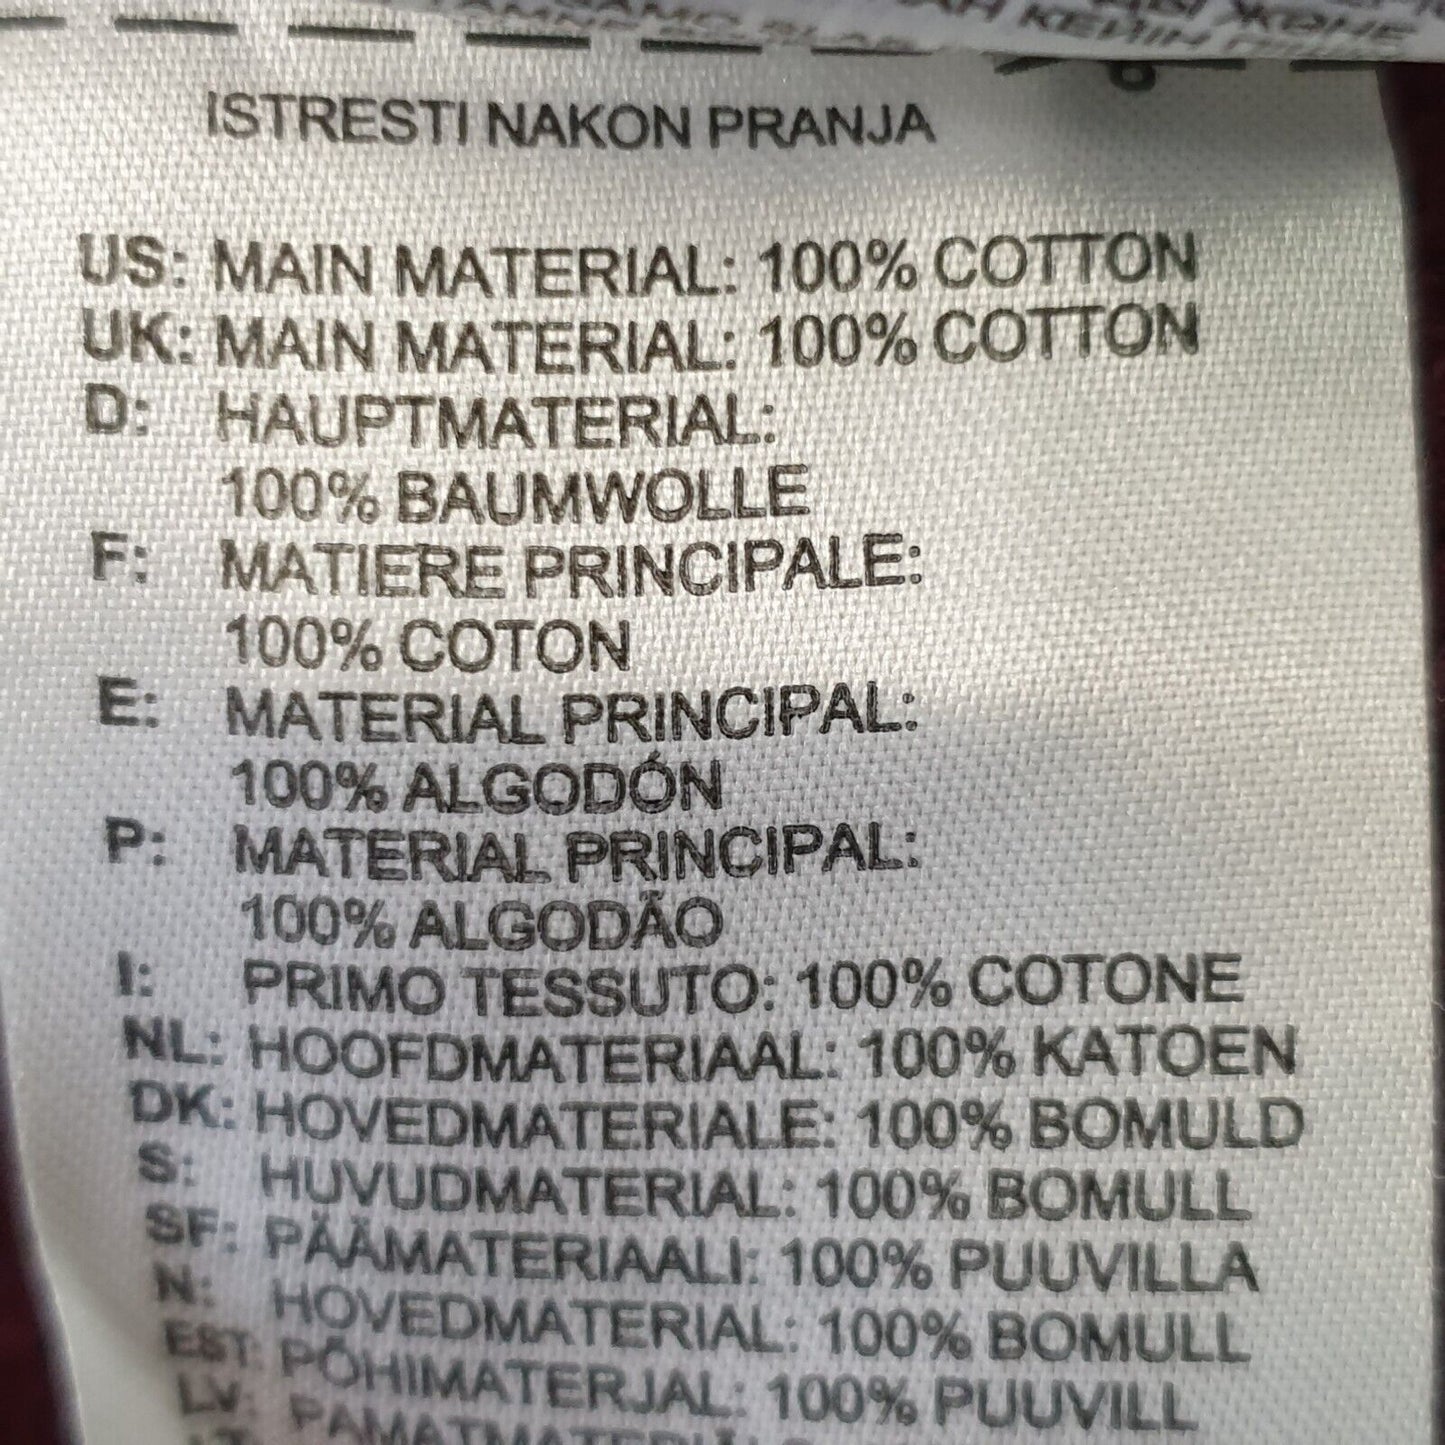 ISTRESTI NAKON PRANJA
US: MAIN MATERIAL: 100% COTTON
UK: MAIN MATERIAL: 100% COTTON
D: HAUPTMATERIAL:
100% BAUMWOLLE
F: MATIERE PRINCIPALE:
100% COTON
E: MATERIAL PRINCIPAL:
100% ALGODÓN
P: MATERIAL PRINCIPAL:
100% ALGODÃO
I: PRIMO TESSUTO: 100% COTONE
NL: HOOFDMATERIAAL: 100% KATOEN
DK: HOVEDMATERIALE: 100% BOMULD
S: HUVUDMATERIAL: 100% BOMULL
SF: PÄÄMATERIAALI: 100% PUUVILLA
N: HOVEDMATERIAL: 100% BOMULL
EST: PÕHIMATERJAL: 100% PUUVILL
LV: